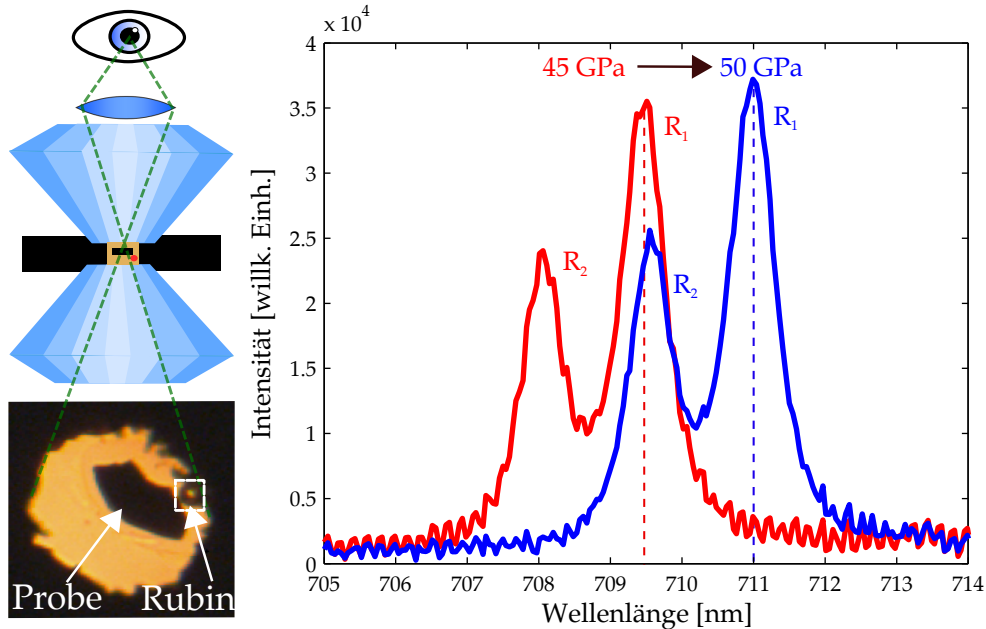 x 10⁴
4
3.5
3
2.5
2
1.5
1
0.5
0
45 GPa
50 GPa
R₁
R₁
R₂
R₂
Intensität [willk. Einh.]
705
706
707
708
709
710
711
712
713
714
Wellenlänge [nm]
Probe
Rubin